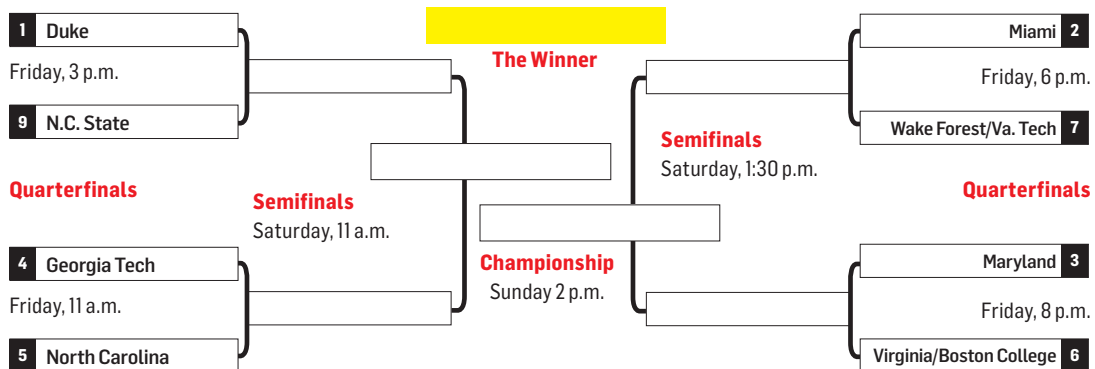 1 Duke
Friday, 3 p.m.
9 N.C. State
Quarterfinals
4 Georgia Tech
Friday, 11 a.m.
5 North Carolina
Semifinals
Saturday, 11 a.m.
The Winner
Championship
Sunday 2 p.m.
Semifinals
Saturday, 1:30 p.m.
Miami 2
Friday, 6 p.m.
Wake Forest/Va. Tech 7
Quarterfinals
Maryland 3
Friday, 8 p.m.
Virginia/Boston College 6